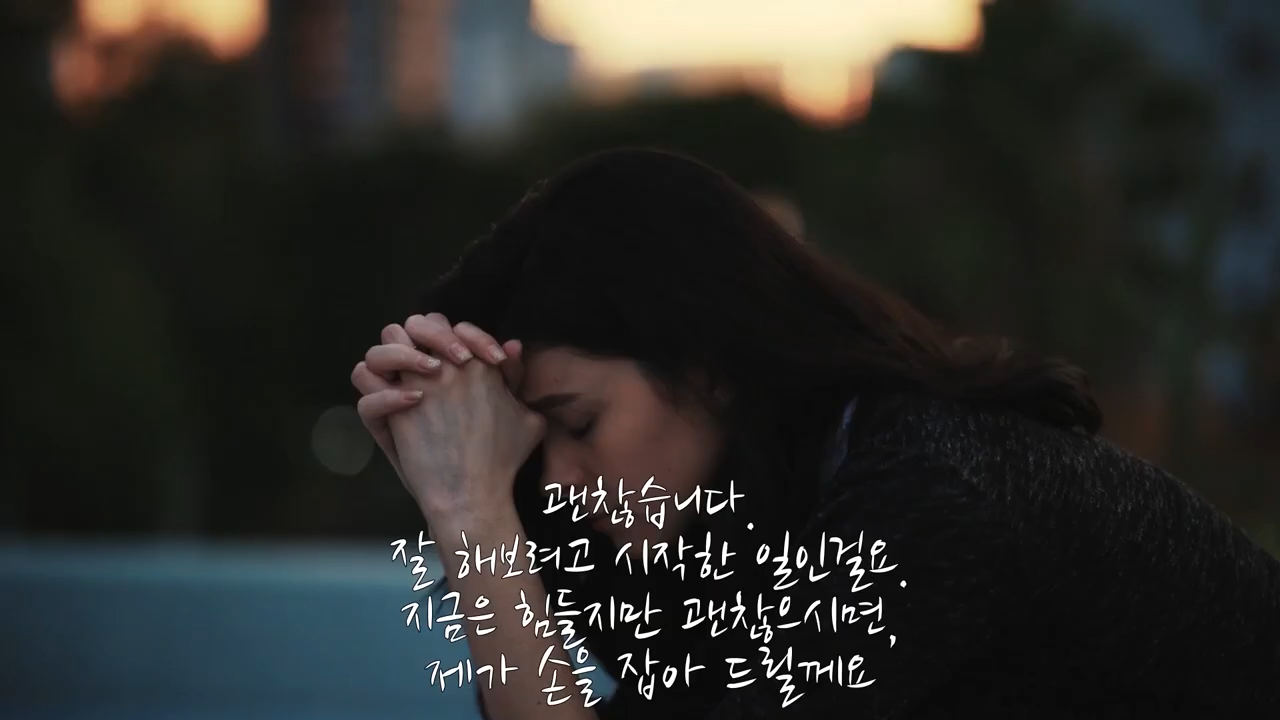 괜찮습니다.
잘 해보려고 시작한 일인걸요.
지금은 힘들지만 괜찮으시면,
제가 손을 잡아 드릴께요